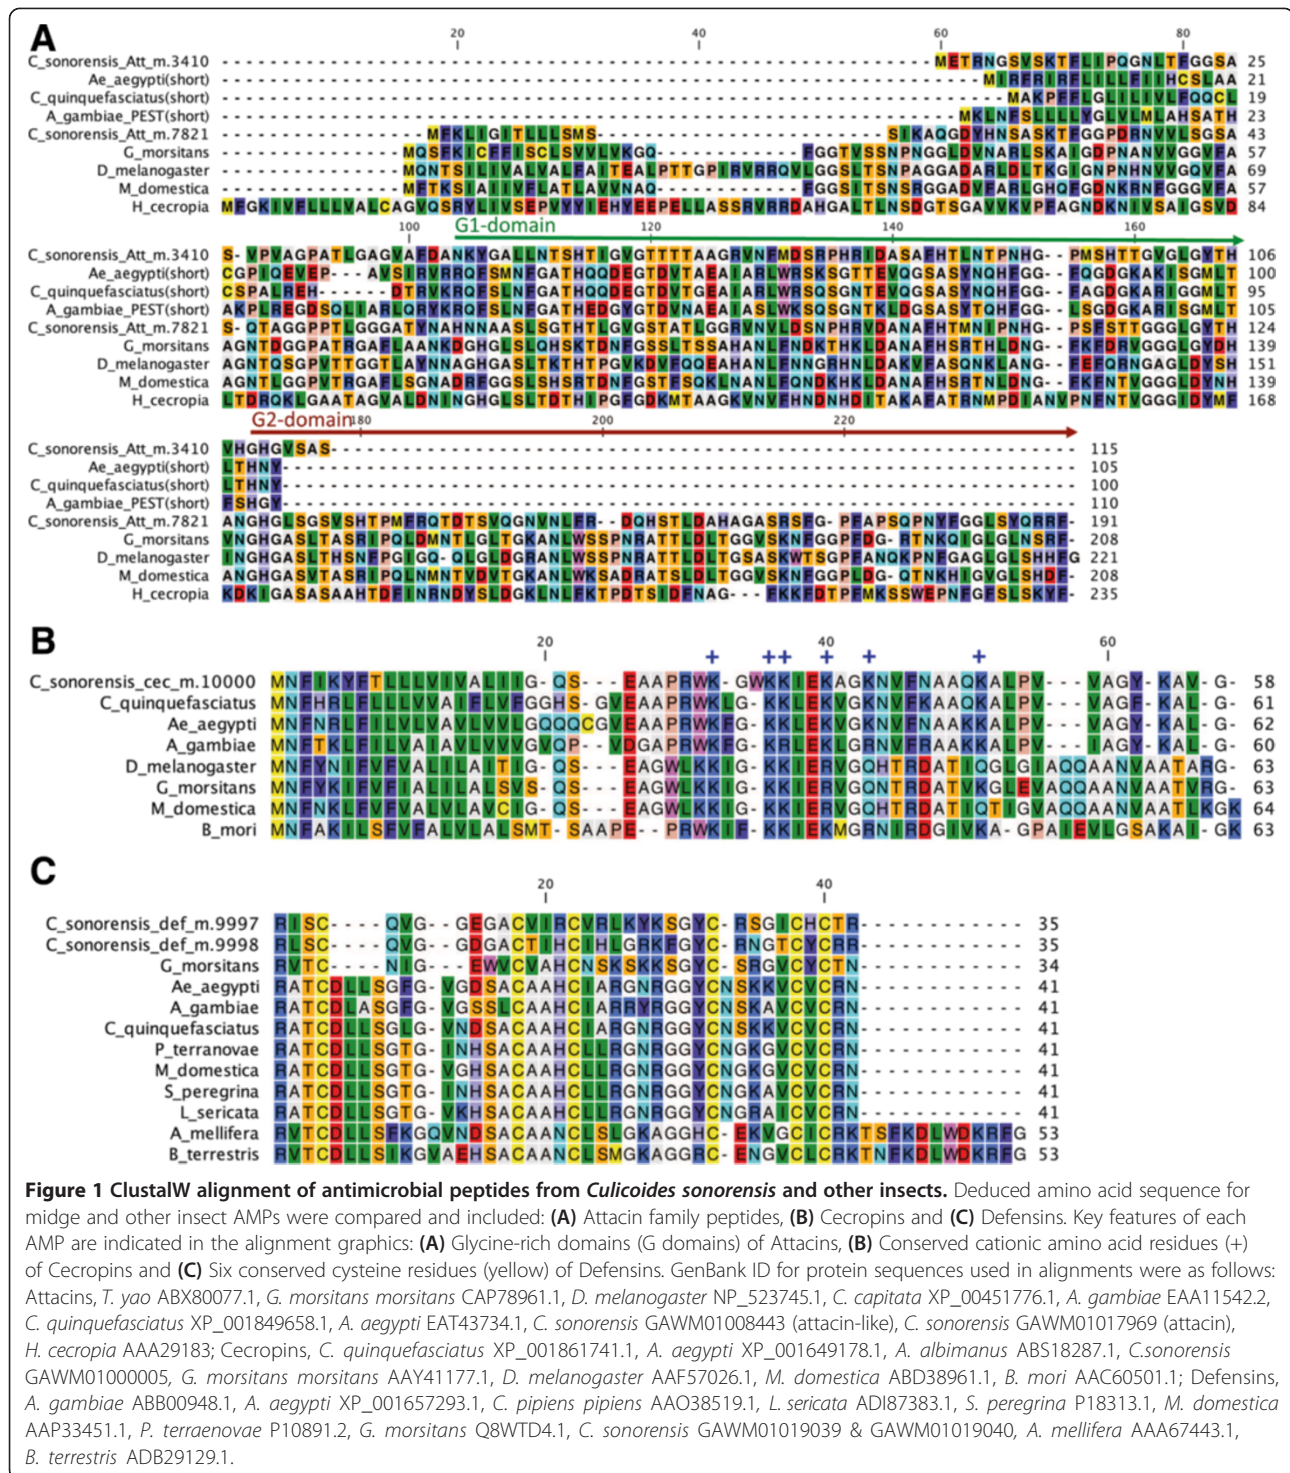 A
20 40 60 80
C_sonorensis_Att_m.3410 ------------------------------------------------------------METRNGSVSKTFLIPQGNLTFGGSA 25
Ae_aegypti(short) MIRFRIRFLILLFIIHCSLAA 21
C_quinquefasciatus(short) MAKPFFLGLILIVLFQQCL 19
A_gambiae_PEST(short) MKLNFSLLLLYGLVLMLAHSATH 23
C_sonorensis_Att_m.7821 MFKLIGITLLLSMS SIKAQGDYHNSASKTFGGPDRNVVLSGSA 43
G_morsitans MQSFKICFFISCLSVVLVKGQ FGGTVSSNPNGGLDVNARLSKAIGDPNANVVGGVFA 57
D_melanogaster MQNTSILIVALVALFAITEALPTTGPIRVRRQVLGGSLTSNPAGGADARLDLTKGIGNPNHNVVGQVFA 69
M_domestica MFTKSIAIIVFLATLAVVNAQ FGGSITSNSRGGADVFARLGHQFGDNKRNFGGGVFA 57
H_cecropia MFGKIVFLLLVALCAGVQSRYLIVSEPVYYIEHYEEPELLASSRVRRDAHGALTLNSDGTSGAVVKVPFAGNDKNIVSAIGSVD 84
100 G1-domain 120 140 160
C_sonorensis_Att_m.3410 S-VPVAGPATLGAGVAFDANKYGALLNTSHTIGVGTTTTAAGRVNFMDSRPHRIDASAFHTLNTPNHG--PMSHTTGVGLGYTH 106
Ae_aegypti(short) CGPIQEVEP---AVSIRVRRQFSMNFGATHQQDEGTDVTAEAIARLWRSKSGTTEVQGSASYNQHFGG--FQGDGKAKISGMLT 100
C_quinquefasciatus(short) CSPALREH----DTRVKRQFSLNFGATHQQDEGTDVTGEAIARLWRSQSGNTEVQGSASYNQHFGG--FAGDGKARIGGMLT 95
A_gambiae_PEST(short) AKPLREGDSQLIARLQRYKRQFSLNFGATHEDGYGTDVNAEAIASLWKSQSGNTKLDGSASYTQHFGG--LSGDGKARISGMLT 105
C_sonorensis_Att_m.7821 S-QTAGGPPTLGGGATYNAHNNAASLSGTHTLGVGSTATLGGRVNVLDSNPHRVDANAFHTMNIPNHG--PSFSTTGGGLGYTH 124
G_morsitans AGNTDGGPATRGAFLAANKDGHGLSLQHSKTDNFGSSLTSSAHANLFNDKTHKLDANAFHSRTHLDNG--FKFDRVGGGLGYDH 139
D_melanogaster AGNTQSGPVTTGGTLAYNNAGHGASLTKTHTPGVKDVFQQEAHANLFNNGRHNLDAKVFASQNKLANG--FEFQRNGAGLDYSH 151
M_domestica AGNTLGGPVTRGAFLSGNADRFGGSLSHSRTDNFGSTFSQKLNANLFQNDKHKLDANAFHSRTNLDNG--FKFNTVGGGLDYNH 139
H_cecropia LTDRQKLGAATAGVALDNINGHGLSLTDTHIPGFGDKMTAAGKVNVFHNDNHDITAKAFATRNMPDIANVPNFNTVGGGIDYMF 168
G2-domain 180 200 220
C_sonorensis_Att_m.3410 VHGHGVSAS 115
Ae_aegypti(short) LTHNY 105
C_quinquefasciatus(short) LTHNY 100
A_gambiae_PEST(short) FSHGY 110
C_sonorensis_Att_m.7821 ANGHGLSGSVSHTPMFRQTDTSVQGNVNLFR--DQHSTLDAHAGASRSFG-PFAPSQPNYFGGLSYQRRF- 191
G_morsitans VNGHGASLTASRIPQLDMNTLGLTGKANLWSSPNRATTLDLTGGVSKNFGGPFDG-RTNKQIGLGLNSRF- 208
D_melanogaster INGHGASLTHSNFPGIGQ-QLGLDGRANLWSSPNRATTLDLTGSASKWTSGPFANQKPNFGAGLGLSHHFG 221
M_domestica ANGHGASVTASRIPQLNMNTVDVTGKANLWKSADRATSLDLTGGVSKNFGGPLDG-QTNKHIGVGLSHDF- 208
H_cecropia KDKIGASASAAHTDFINRNDYSLDGKLNLFKTPDTSIDFNAG---FKKFDTPFMKSSWEPNFGFSLSKYF- 235
B
20 40 60
+ ++ + + +
C_sonorensis_cec_m.10000 MNFIKYFTLLLVIVALIIG-QS---EAAPRWK-GWKKIEKAGKNVFNAAQKALPV---VAGY-KAV-G- 58
C_quinquefasciatus MNFHRLFLLLVVAIFLVFGGHS-GVEAAPRWKLG-KKLEKVGKNVFKAAKKALPV---VAGF-KAL-G- 61
Ae_aegypti MNFNRLFILVLVAVLVLGQQQCGVEAAPRWKFG-KKLEKVGKNVFNAAKKALPV---VAGY-KAL-G- 62
A_gambiae MNFTKLFILVAIAVLVVVGVQP--VDGAPRWKFG-KRLEKLGRNVFRAAKKALPV---IAGY-KAL-G- 60
D_melanogaster MNFYNIFVFVALILAITIG-QS---EAGWLKKIG-KKIERVGQHTRDATIQGLGIAQQAANVAATARG- 63
G_morsitans MNFYKIFVFIALILALSVS-QS---EAGWLKKIG-KKIERVGQHTRDATVKGLEVAQQAANVAATVRG- 63
M_domestica MNFNKLFVFVALVLAVCIG-QS---EAGWLKKIG-KKIERVGQHTRDATIQTIGVAQQAANVAATLKGK 64
B_mori MNFAKILSFVFALVLALSMT-SAAPE--PRWKIF-KKIEKMGRNIRDGIVKA-GPAIEVLGSAKAI-GK 63
C
20 40
C_sonorensis_def_m.9997 RISC----QVG--GEGACVIRCVRLKYKSGYC-RSGICHCTR------------ 35
C_sonorensis_def_m.9998 RLSC----QVG--GDGACTIHCIHLGRKFGYC-RNGTCYCRR------------ 35
G_morsitans RVTC----NIG---EWVCVAHCNSKSKKSGYC-SRGVCYCTN------------ 34
Ae_aegypti RATCDLLSGFG-VGDSACAAHCIARGNRGGYCNSKKVCVCRN------------ 41
A_gambiae RATCDLASGFG-VGSSLCAAHCIARRYRGGYCNSKAVCVCRN------------ 41
C_quinquefasciatus RATCDLLSGLG-VNDSACAAHCIARGNRGGYCNSKKVCVCRN------------ 41
P_terranovae RATCDLLSGTG-INHSACAAHCLLRGNRGGYCNGKGVCVCRN------------ 41
M_domestica RATCDLLSGTG-VGHSACAAHCLLRGNRGGYCNGKGVCVCRN------------ 41
S_peregrina RATCDLLSGTG-INHSACAAHCLLRGNRGGYCNGKAVCVCRN------------ 41
L_sericata RATCDLLSGTG-VKHSACAAHCLLRGNRGGYCNGRAICVCRN------------ 41
A_mellifera RVTCDLLSFKGQVNDSACAANCLSLGKAGGHC-EKVGCICRKTSFKDLWDKRFG 53
B_terrestris RVTCDLLSIKGVAEHSACAANCLSMGKAGGRC-ENGVCLCRKTNFKDLWDKRFG 53
Figure 1 ClustalW alignment of antimicrobial peptides from Culicoides sonorensis and other insects. Deduced amino acid sequence for
midge and other insect AMPs were compared and included: (A) Attacin family peptides, (B) Cecropins and (C) Defensins. Key features of each
AMP are indicated in the alignment graphics: (A) Glycine-rich domains (G domains) of Attacins, (B) Conserved cationic amino acid residues (+)
of Cecropins and (C) Six conserved cysteine residues (yellow) of Defensins. GenBank ID for protein sequences used in alignments were as follows:
Attacins, T. yao ABX80077.1, G. morsitans morsitans CAP78961.1, D. melanogaster NP_523745.1, C. capitata XP_00451776.1, A. gambiae EAA11542.2,
C. quinquefasciatus XP_001849658.1, A. aegypti EAT43734.1, C. sonorensis GAWM01008443 (attacin-like), C. sonorensis GAWM01017969 (attacin),
H. cecropia AAA29183; Cecropins, C. quinquefasciatus XP_001861741.1, A. aegypti XP_001649178.1, A. albimanus ABS18287.1, C.sonorensis
GAWM01000005, G. morsitans morsitans AAY41177.1, D. melanogaster AAF57026.1, M. domestica ABD38961.1, B. mori AAC60501.1; Defensins,
A. gambiae ABB00948.1, A. aegypti XP_001657293.1, C. pipiens pipiens AAO38519.1, L. sericata ADI87383.1, S. peregrina P18313.1, M. domestica
AAP33451.1, P. terraenovae P10891.2, G. morsitans Q8WTD4.1, C. sonorensis GAWM01019039 & GAWM01019040, A. mellifera AAA67443.1,
B. terrestris ADB29129.1.